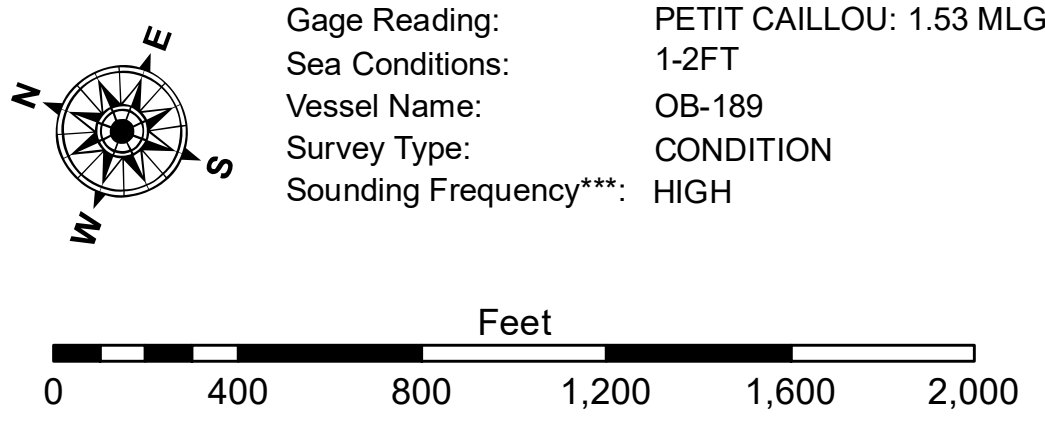 N
E
S
W
Gage Reading: PETIT CAILLOU: 1.53 MLG
Sea Conditions: 1-2FT
Vessel Name: OB-189
Survey Type: CONDITION
Sounding Frequency***: HIGH
Feet
0 400 800 1,200 1,600 2,000